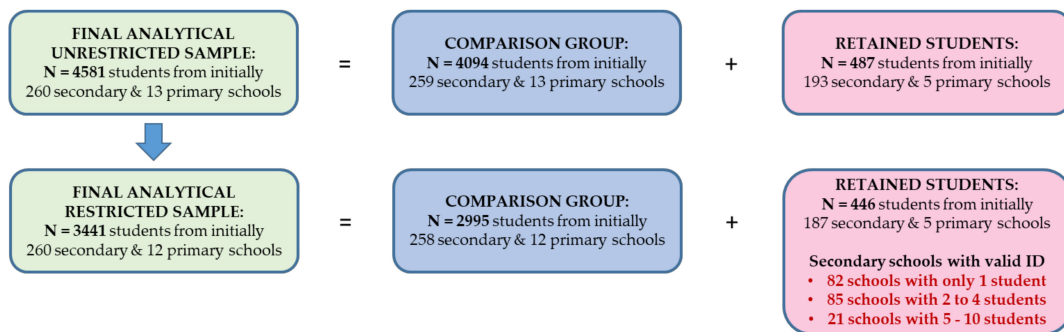 FINAL ANALYTICAL
UNRESTRICTED SAMPLE:
N = 4581 students from initially
260 secondary & 13 primary schools
=
COMPARISON GROUP:
N = 4094 students from initially
259 secondary & 13 primary schools
+
RETAINED STUDENTS:
N = 487 students from initially
193 secondary & 5 primary schools
FINAL ANALYTICAL
RESTRICTED SAMPLE:
N = 3441 students from initially
260 secondary & 12 primary schools
=
COMPARISON GROUP:
N = 2995 students from initially
258 secondary & 12 primary schools
+
RETAINED STUDENTS:
N = 446 students from initially
187 secondary & 5 primary schools
Secondary schools with valid ID
• 82 schools with only 1 student
• 85 schools with 2 to 4 students
• 21 schools with 5 - 10 students